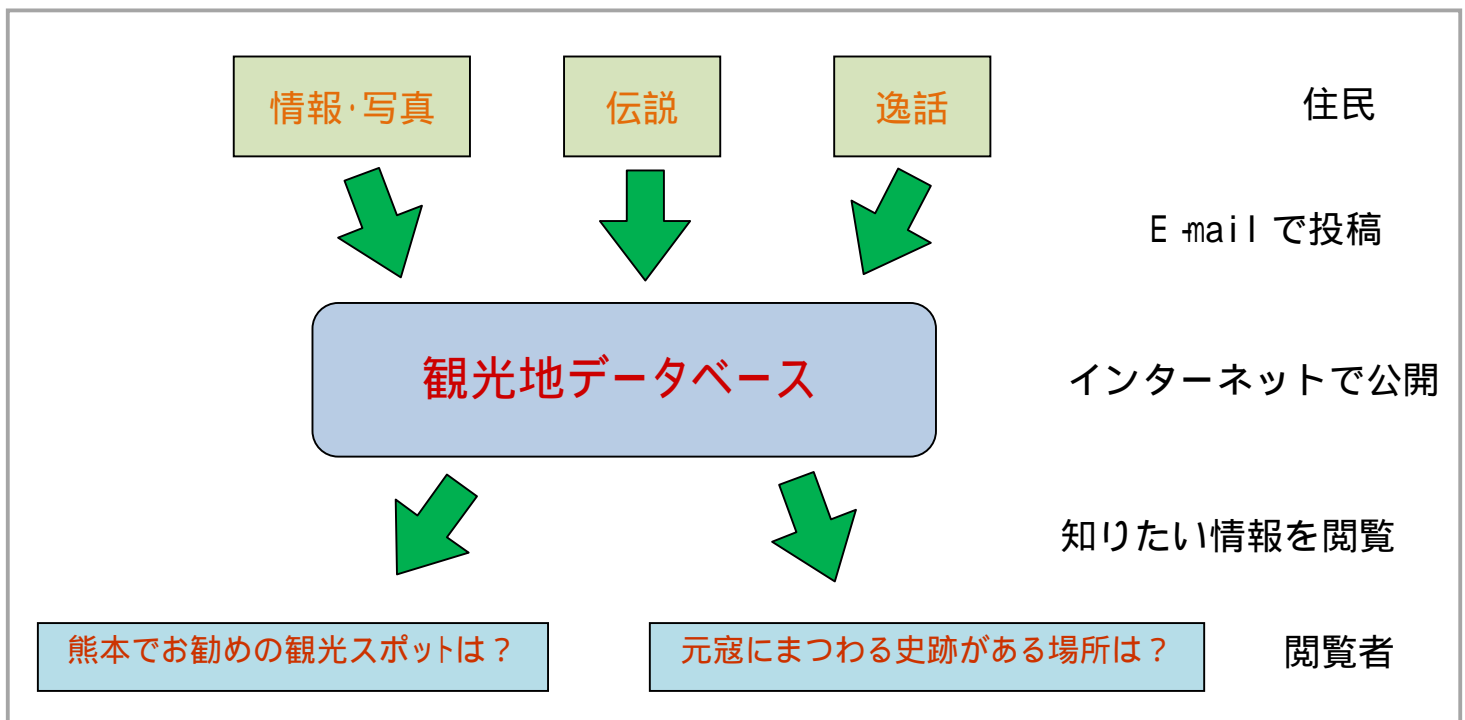 情報・写真 伝説 逸話 住民
E-mail で投稿
観光地データベース インターネットで公開
知りたい情報を閲覧
熊本でお勧めの観光スポットは？ 元寇にまつわる史跡がある場所は？ 閲覧者